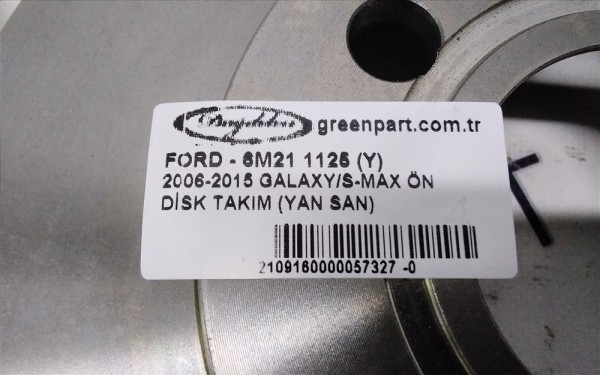 greenpart.com.tr
FORD - 6M21 1125 (Y)
2006-2015 GALAXY/S-MAX ÖN
DİSK TAKIM (YAN SAN)
2109160000057327 -0